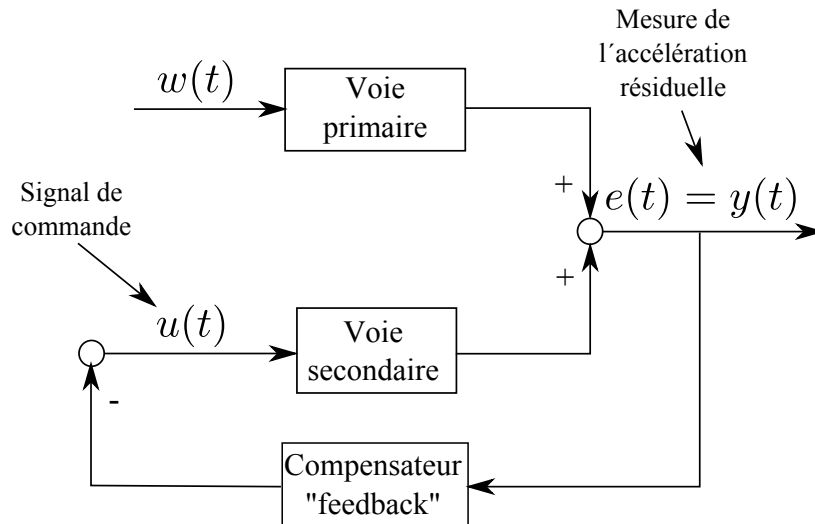 Mesure de
l´accélération
résiduelle
w(t)
Voie
primaire
Signal de
commande
+
e(t) = y(t)
+
u(t)
Voie
secondaire
-
Compensateur
"feedback"